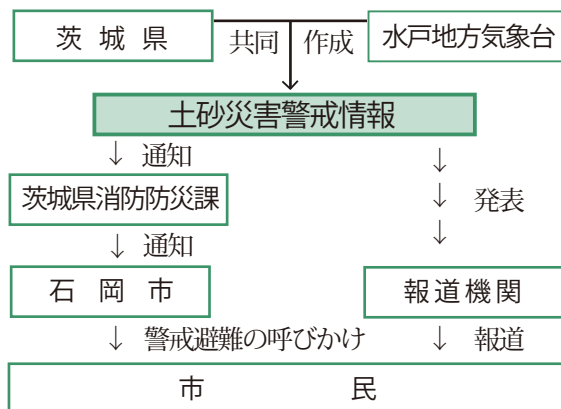 茨城県 共同 作成 水戸地方気象台
土砂災害警戒情報
↓ 通知 ↓
茨城県消防防災課 ↓ 発表
↓ 通知 ↓
石岡市 報道機関
↓ 警戒避難の呼びかけ ↓ 報道
市民